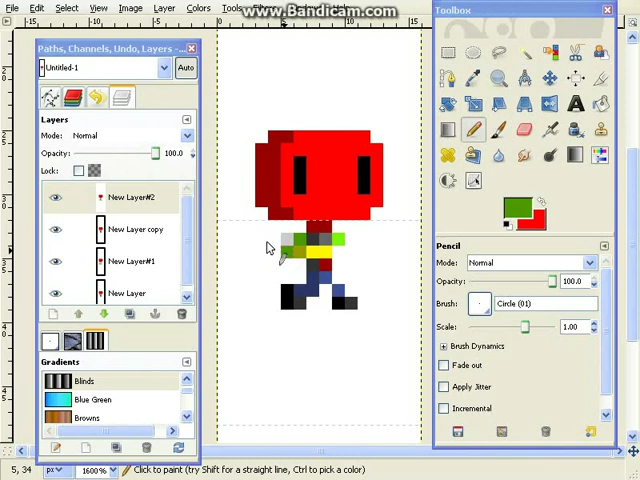 File Edit Select View Image Layer Colors Tools
www.Bandicam.com
Paths, Channels, Undo, Layers -...
Untitled-1
Auto
Layers
Mode: Normal
Opacity: 100.0
Lock:
New Layer#2
New Layer copy
New Layer#1
New Layer
Gradients
Blinds
Blue Green
Browns
0 5 10 15
Toolbox
Pencil
Mode: Normal
Opacity: 100.0
Brush: Circle (01)
Scale: 1.00
Brush Dynamics
Fade out
Apply Jitter
Incremental
5, 34 px 1600% Click to paint (try Shift for a straight line, Ctrl to pick a color)